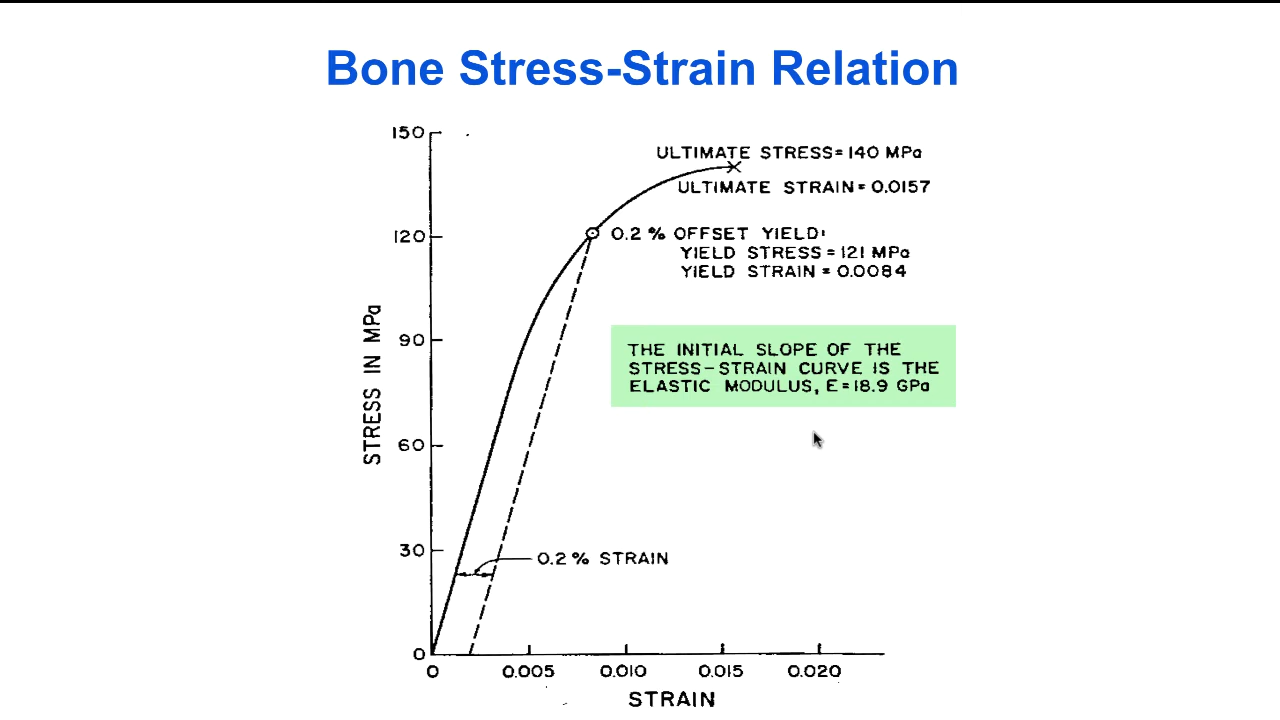 Bone Stress-Strain Relation
150
ULTIMATE STRESS=140 MPa
ULTIMATE STRAIN=0.0157
120
0.2% OFFSET YIELD:
YIELD STRESS=121 MPa
YIELD STRAIN=0.0084
90
THE INITIAL SLOPE OF THE
STRESS-STRAIN CURVE IS THE
ELASTIC MODULUS, E=18.9 GPa
STRESS IN MPa
60
30
0.2% STRAIN
0
0 0.005 0.010 0.015 0.020
STRAIN